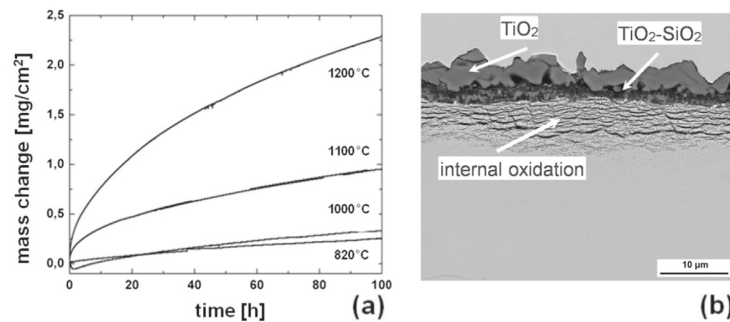 2,5
2,0
1,5
1,0
0,5
0,0
mass change [mg/cm²]
1200°C
1100°C
1000°C
820°C
0 20 40 60 80 100
time [h]
(a)
TiO₂
TiO₂-SiO₂
internal oxidation
10 µm
(b)